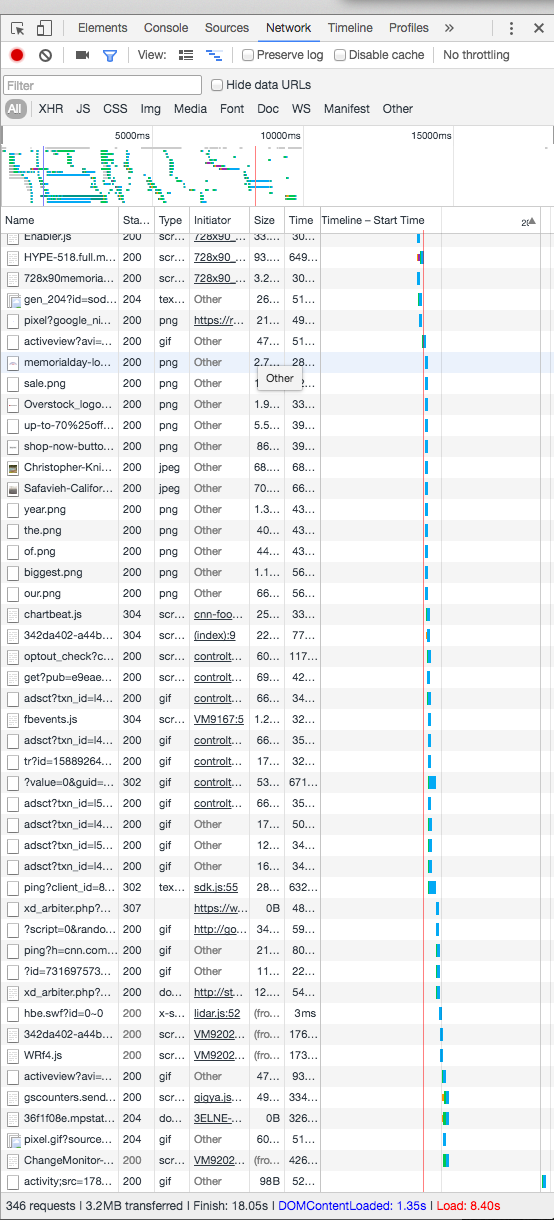 Elements Console Sources Network Timeline Profiles »
View: Preserve log Disable cache No throttling
Filter Hide data URLs
All XHR JS CSS Img Media Font Doc WS Manifest Other
5000ms 10000ms 15000ms
Name Sta… Type Initiator Size Time Timeline – Start Time
Enabler.js 200 scr… 728x90_… 33.… 30…
HYPE-518.full.m… 200 scr… 728x90_… 93.… 649…
728x90memoria… 200 scr… 728x90_… 3.2… 30…
gen_204?id=sod… 204 tex… Other 26… 51…
pixel?google_ni… 200 png https://r… 21… 49…
activeview?avi=… 200 gif Other 47… 51…
memorialday-lo… 200 png Other 2.7… 28…
sale.png 200 png Other
Other
Overstock_logo… 200 png Other 1.9… 33…
up-to-70%25off… 200 png Other 5.5… 39…
shop-now-butto… 200 png Other 86… 39…
Christopher-Kni… 200 jpeg Other 68.… 68…
Safavieh-Califor… 200 jpeg Other 70.… 66…
year.png 200 png Other 1.3… 43…
the.png 200 png Other 40… 43…
of.png 200 png Other 44… 43…
biggest.png 200 png Other 1.1… 56…
our.png 200 png Other 66… 56…
chartbeat.js 304 scr… cnn-foo… 25… 33…
342da402-a44b… 304 scr… (index):9 22… 77…
optout_check?c… 200 scr… controlt… 60… 117…
get?pub=e9eae… 200 scr… controlt… 69… 42…
adsct?txn_id=l4… 200 gif controlt… 66… 34…
fbevents.js 304 scr… VM9167:5 1.2… 32…
adsct?txn_id=l4… 200 gif controlt… 66… 35…
tr?id=15889264… 200 gif controlt… 17… 32…
?value=0&guid=… 302 gif controlt… 53… 671…
adsct?txn_id=l5… 200 gif controlt… 66… 35…
adsct?txn_id=l4… 200 gif Other 17… 50…
adsct?txn_id=l5… 200 gif Other 12… 34…
adsct?txn_id=l4… 200 gif Other 16… 34…
ping?client_id=8… 302 tex… sdk.js:55 28… 632…
xd_arbiter.php?… 307 https://w… 0B 48…
?script=0&rando… 200 gif http://go… 34… 59…
ping?h=cnn.com… 200 gif Other 21… 80…
?id=731697573… 200 gif Other 11… 22…
xd_arbiter.php?… 200 do… http://st… 12.… 54…
hbe.swf?id=0~0 200 x-s… lidar.js:52 (fro… 3ms
342da402-a44b… 200 scr… VM9202… (fro… 176…
WRf4.js 200 scr… VM9202… (fro… 173…
activeview?avi=… 200 gif Other 47… 93…
gscounters.send… 200 scr… gigya.js… 49… 334…
36f1f08e.mpstat… 204 do… 3ELNE-… 0B 326…
pixel.gif?source… 204 gif Other 60… 51…
ChangeMonitor-… 200 scr… VM9202… (fro… 426…
activity;src=178… 200 gif Other 98B 52…
346 requests I 3.2MB transferred I Finish: 18.05s I DOMContentLoaded: 1.35s I Load: 8.40s